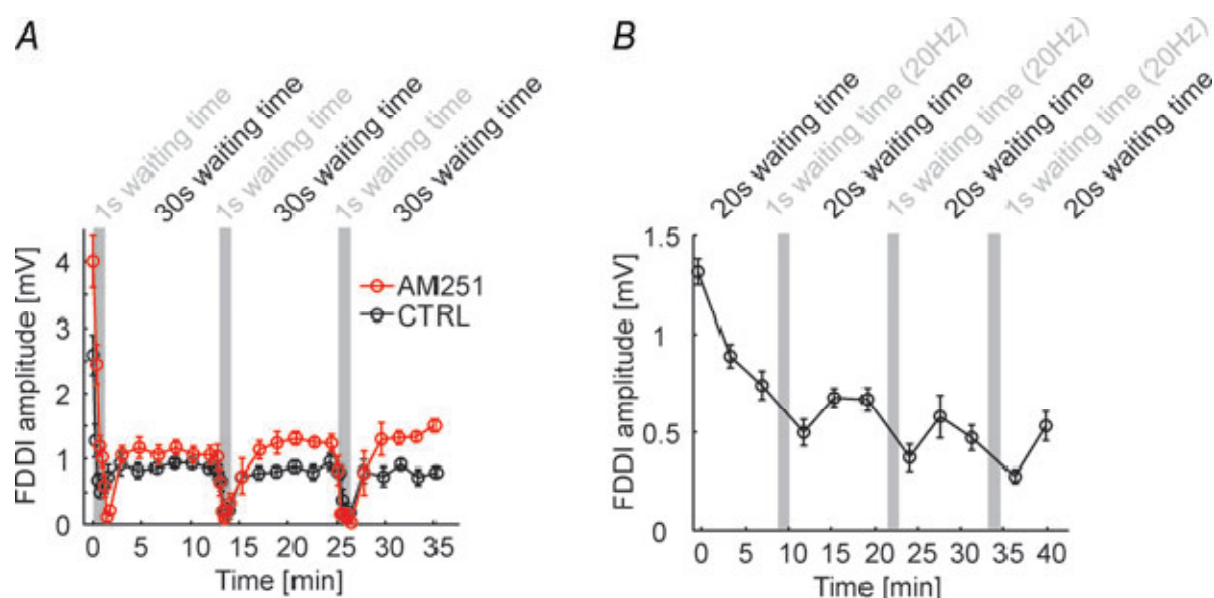 A
1s waiting time
30s waiting time
1s waiting time
30s waiting time
1s waiting time
30s waiting time
FDDI amplitude [mV]
4
3
2
1
0
AM251
CTRL
0 5 10 15 20 25 30 35
Time [min]
B
20s waiting time
1s waiting time (20Hz)
20s waiting time
1s waiting time (20Hz)
20s waiting time
1s waiting time (20Hz)
20s waiting time
FDDI amplitude [mV]
1.5
1
0.5
0
0 5 10 15 20 25 30 35 40
Time [min]